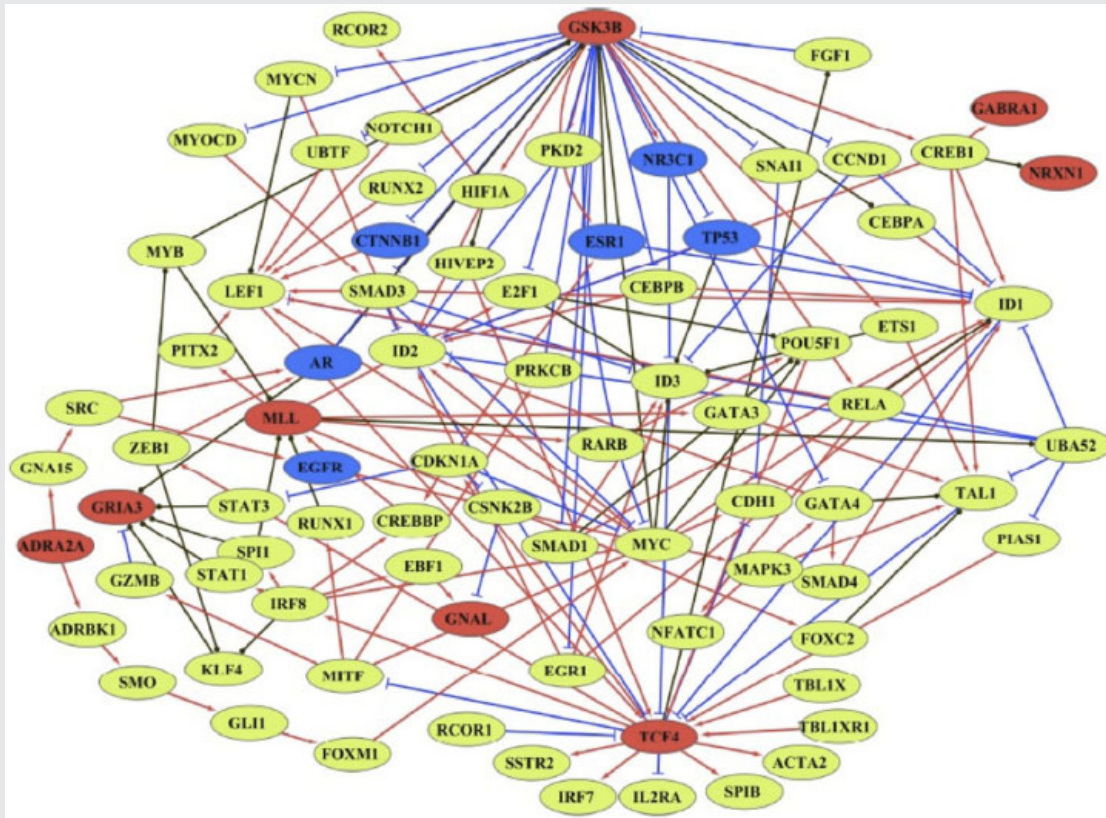 RCOR2
GSK3B
FGF1
MYCN
GABRA1
MYOCD
NOTCH1
UBTF
PKD2
NR3C1
SNAI1
CCND1
CREB1
NRXN1
RUNX2
HIF1A
CEBPA
MYB
CTNNB1
ESR1
TP53
HIVEP2
LEF1
SMAD3
E2F1
CEBPB
ID1
PITX2
AR
ID2
PRKCB
ID3
POU5F1
ETS1
SRC
MLL
GATA3
RELA
ZEB1
RARB
UBA52
GNA15
EGFR
CDKN1A
GRIA3
STAT3
RUNX1
CREBBP
CSNK2B
CDH1
GATA4
TAL1
ADRA2A
SPI1
SMAD1
MYC
PIAS1
GZMB
STAT1
EBF1
MAPK3
SMAD4
IRF8
GNAL
ADRBK1
NFATC1
FOXC2
SMO
KLF4
MITF
EGR1
TBL1X
GLI1
RCOR1
TCF4
TBL1XR1
FOXM1
SSTR2
ACTA2
IRF7
IL2RA
SPIB